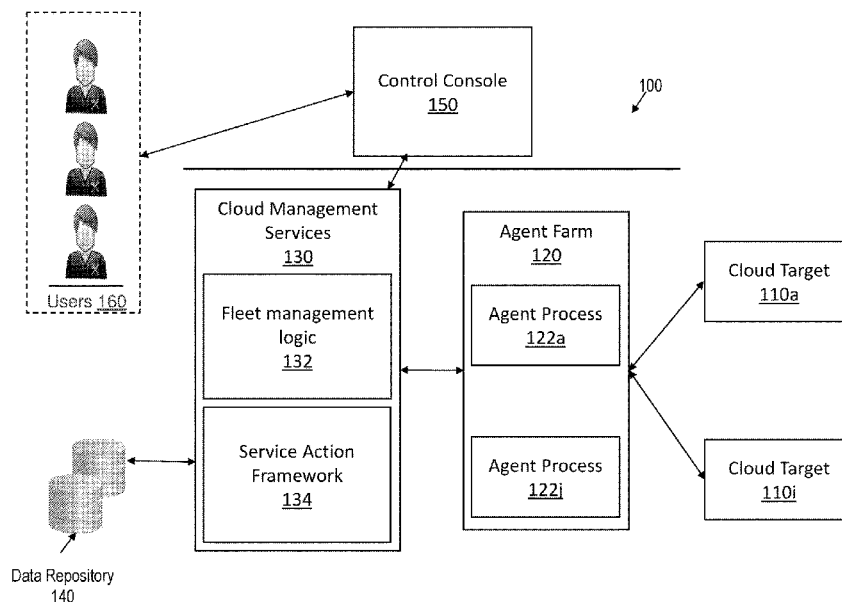 Control Console
150
100
Users 160
Cloud Management
Services
130
Fleet management
logic
132
Service Action
Framework
134
Agent Farm
120
Agent Process
122a
Agent Process
122j
Cloud Target
110a
Cloud Target
110i
Data Repository
140